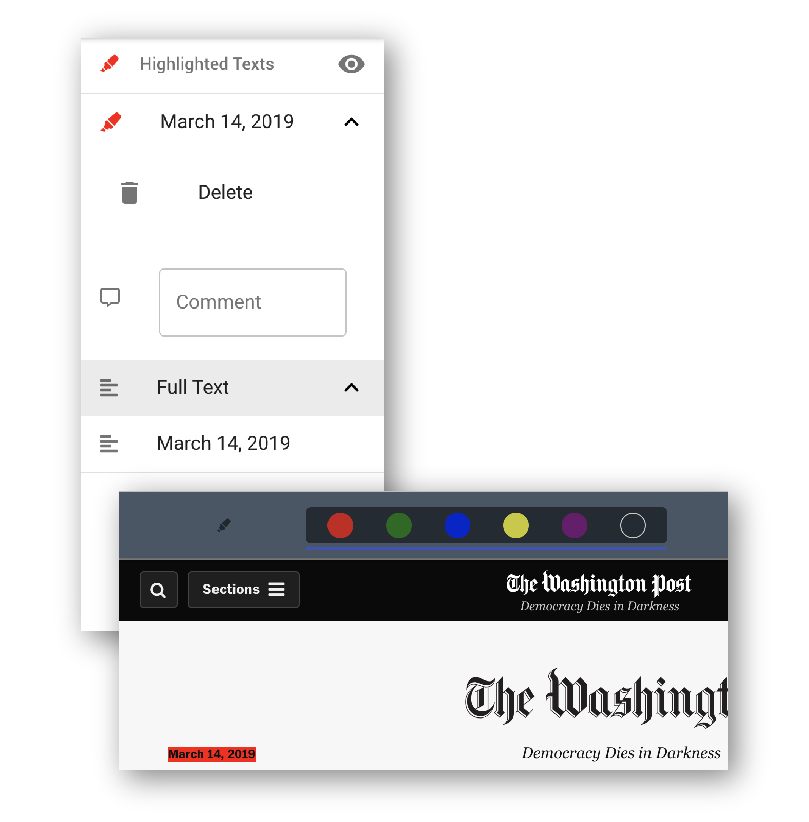 Highlighted Texts
March 14, 2019
Delete
Comment
Full Text
March 14, 2019
Sections
The Washington Post
Democracy Dies in Darkness
The Washingt
Democracy Dies in Darkness
March 14, 2019